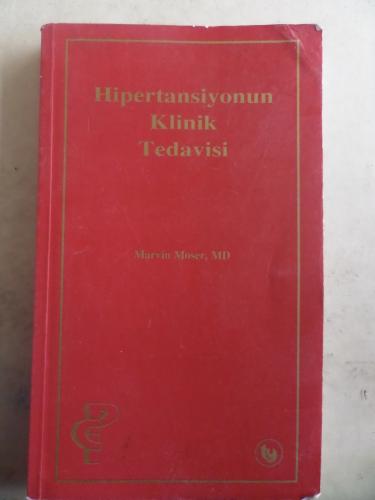 Hipertansiyonun
Klinik
Tedavisi
Marvin Moser, MD